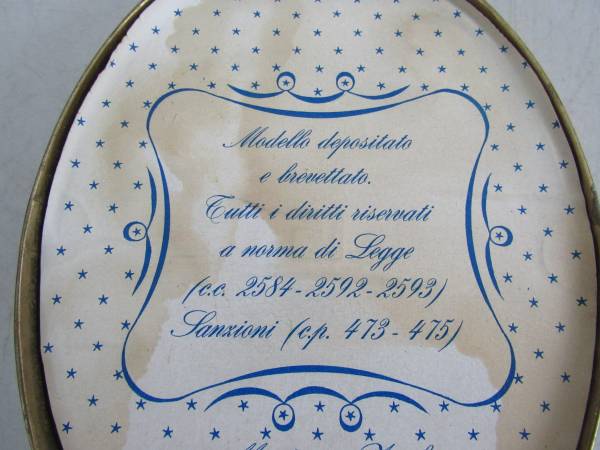 Modello depositato
e brevettato.
Tutti i diritti riservati
a norma di Legge
(c.c. 2584-2592-2593)
Sanzioni (c.p. 473-475)